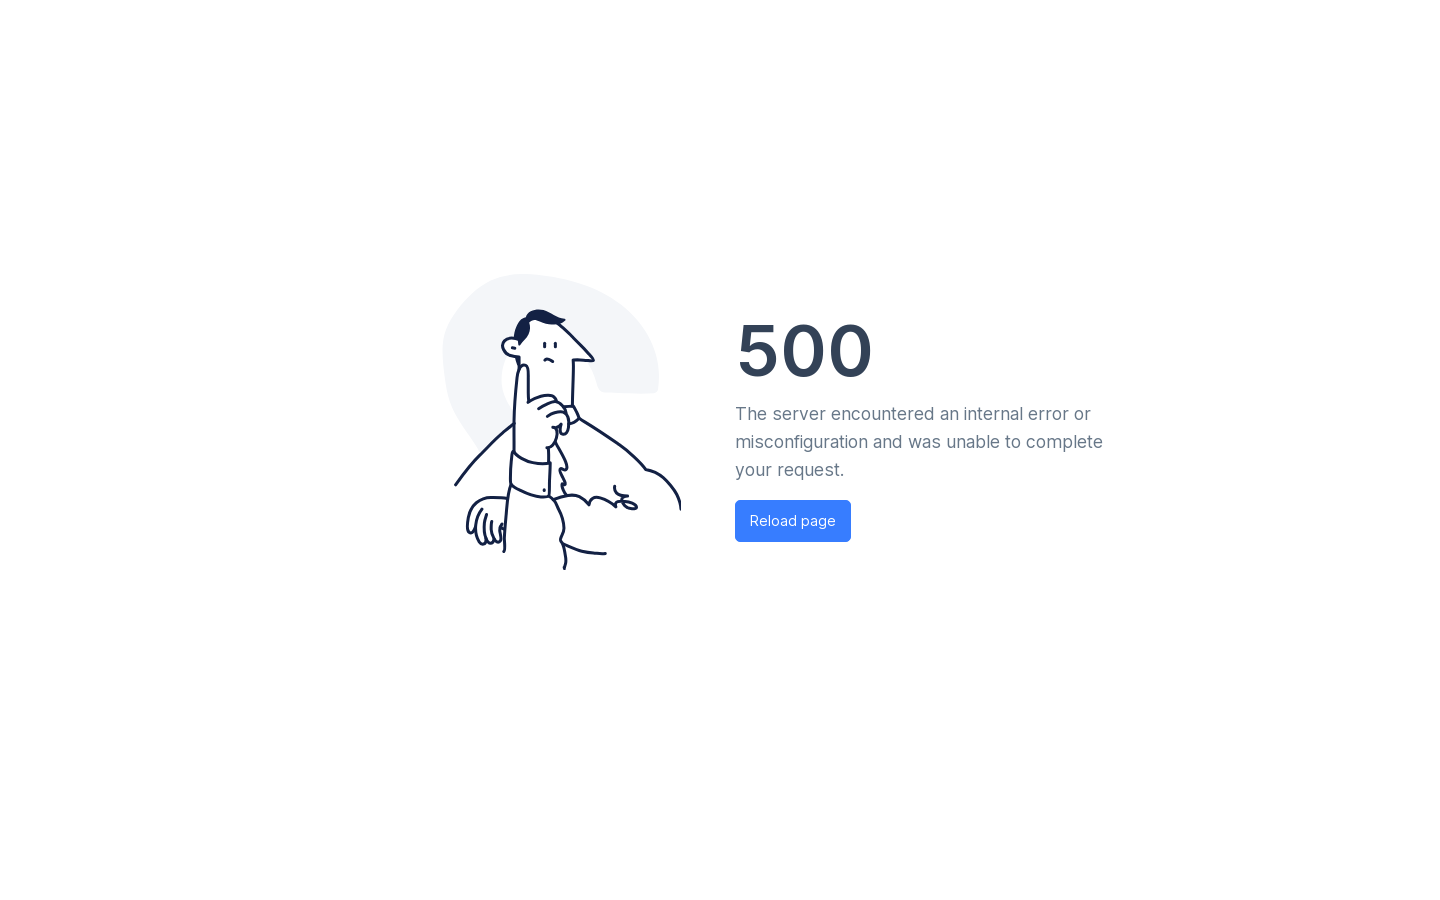 500
The server encountered an internal error or
misconfiguration and was unable to complete
your request.
Reload page